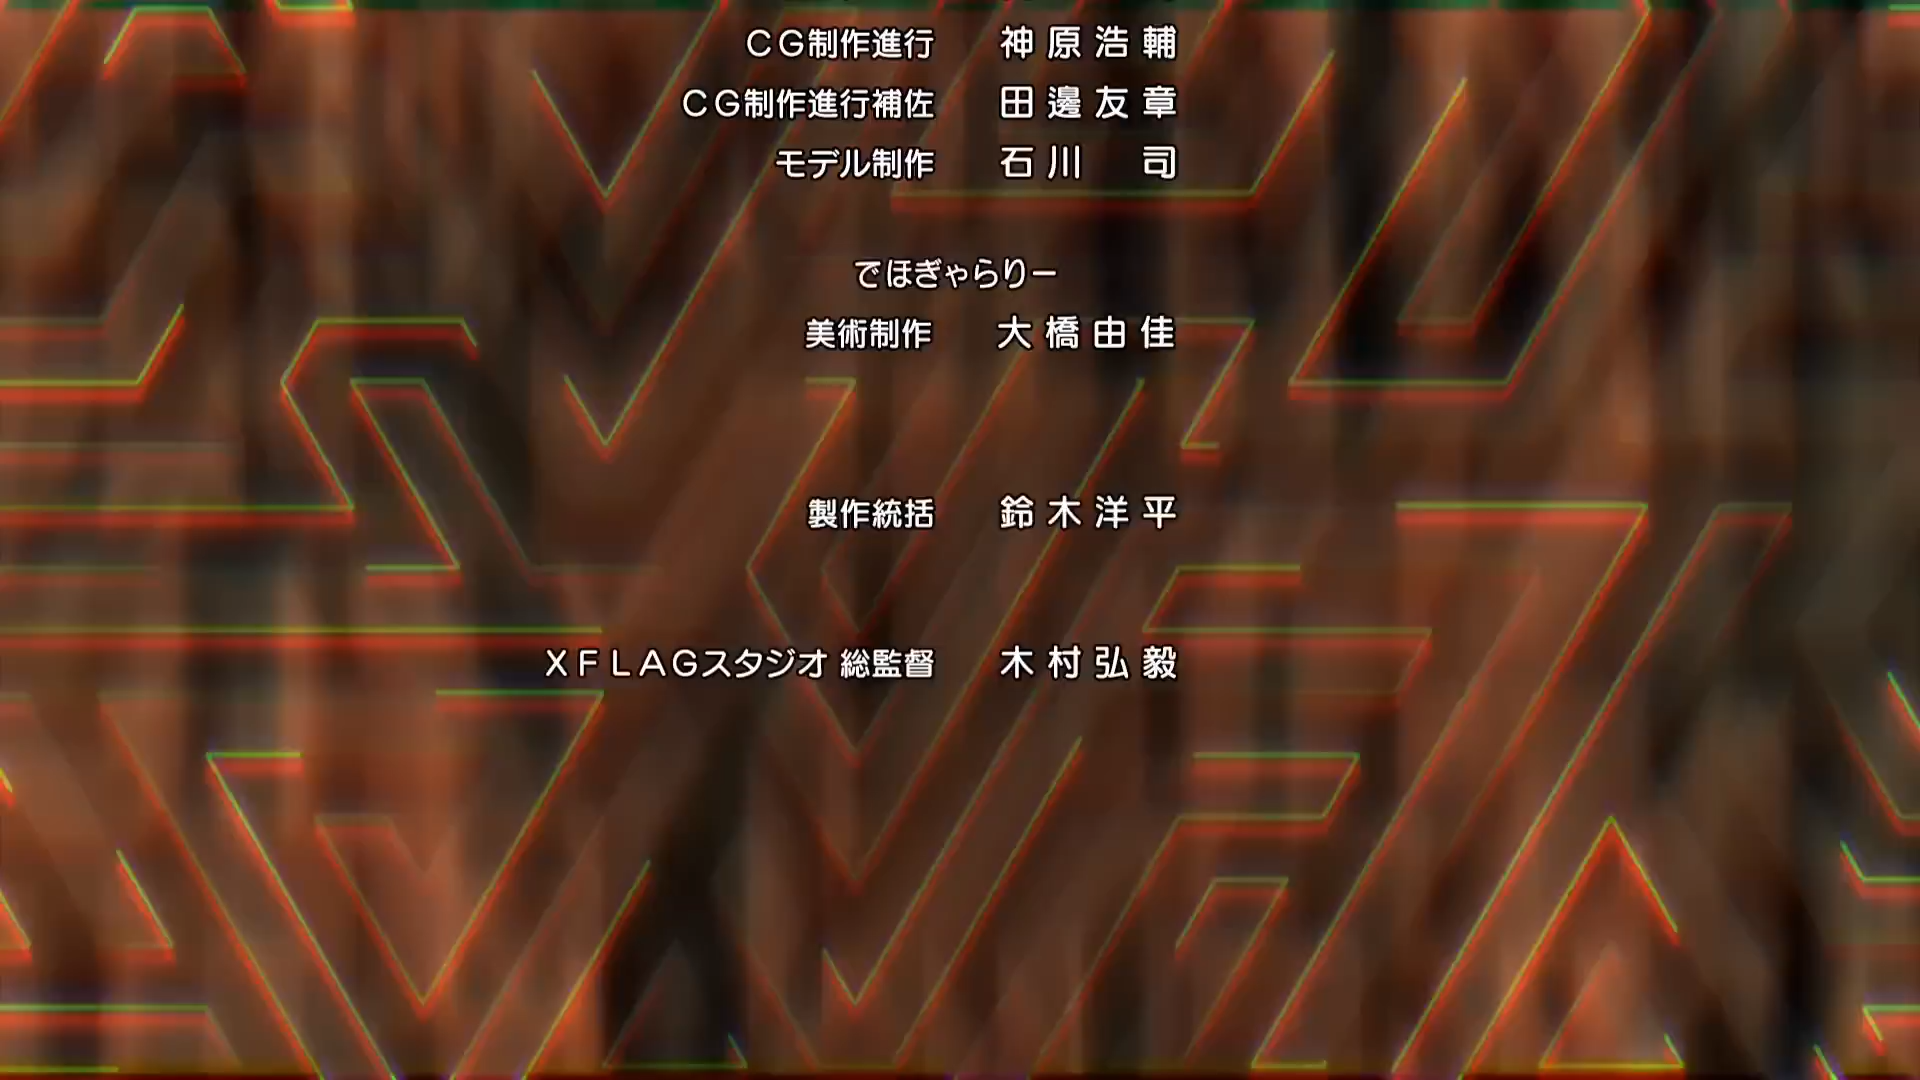 ＣＧ制作進行 神原浩輔
ＣＧ制作進行補佐 田邊友章
モデル制作 石川 司
でほぎゃらりー
美術制作 大橋由佳
製作統括 鈴木洋平
ＸＦＬＡＧスタジオ 総監督 木村弘毅